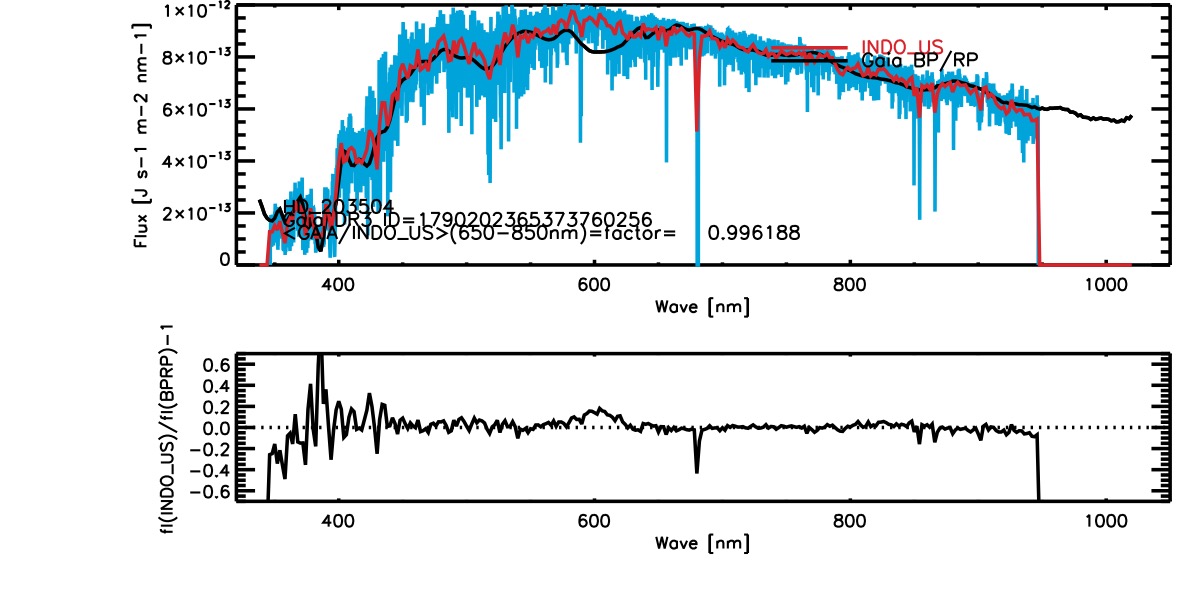 1×10−12
8×10−13
6×10−13
4×10−13
2×10−13
0
Flux [J s−1 m−2 nm−1]
INDO_US
Gaia BP/RP
HD_203504
Gaia DR3 ID=1790202365373760256
<GAIA/INDO_US>(650−850nm)=factor= 0.996188
400 600 800 1000
Wave [nm]
0.6
0.4
0.2
0.0
−0.2
−0.4
−0.6
fl(INDO_US)/fl(BPRP)−1
400 600 800 1000
Wave [nm]